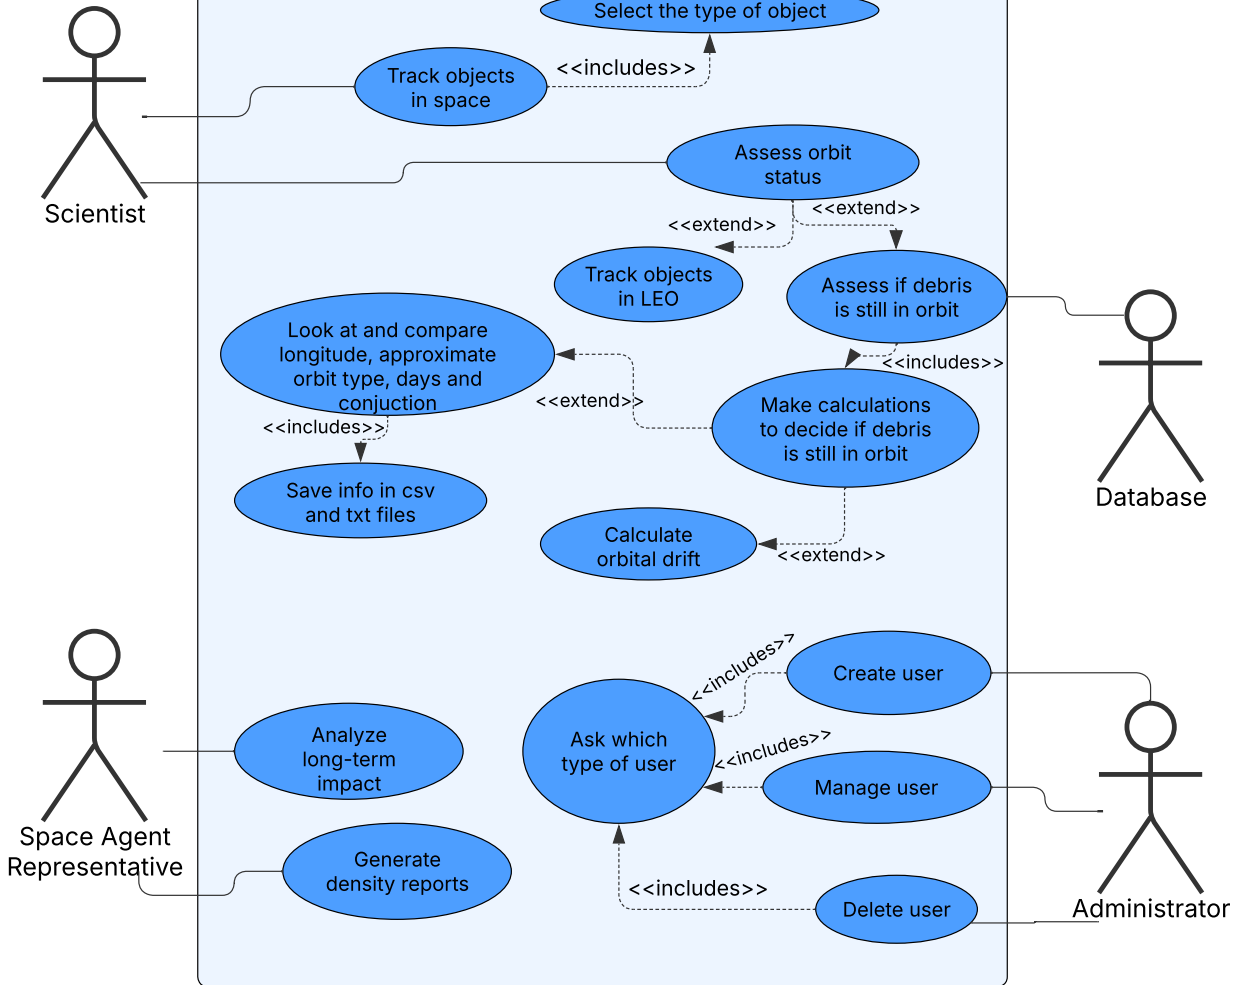 Select the type of object
<<includes>>
Track objects
in space
Scientist
Assess orbit
status
<<extend>>
<<extend>>
Track objects
in LEO
Assess if debris
is still in orbit
Look at and compare
longitude, approximate
orbit type, days and
conjuction
<<includes>>
<<extend>>
Make calculations
to decide if debris
is still in orbit
<<includes>>
Save info in csv
and txt files
Database
Calculate
orbital drift
<<extend>>
<<includes>>
Create user
Ask which
type of user
<<includes>>
Manage user
Analyze
long-term
impact
Space Agent
Representative
Generate
density reports
<<includes>>
Delete user
Administrator